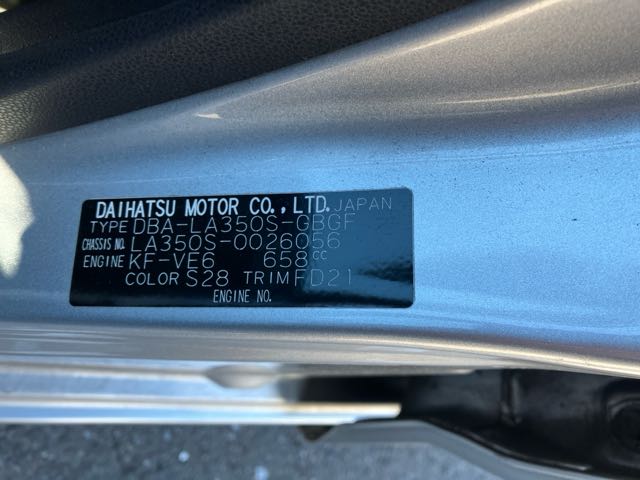 DAIHATSU MOTOR CO., LTD. JAPAN
TYPE DBA-LA350S-GBGF
CHASSIS NO. LA350S-0026056
ENGINE KF-VE6 658cc
COLOR S28 TRIM FD21
ENGINE NO.